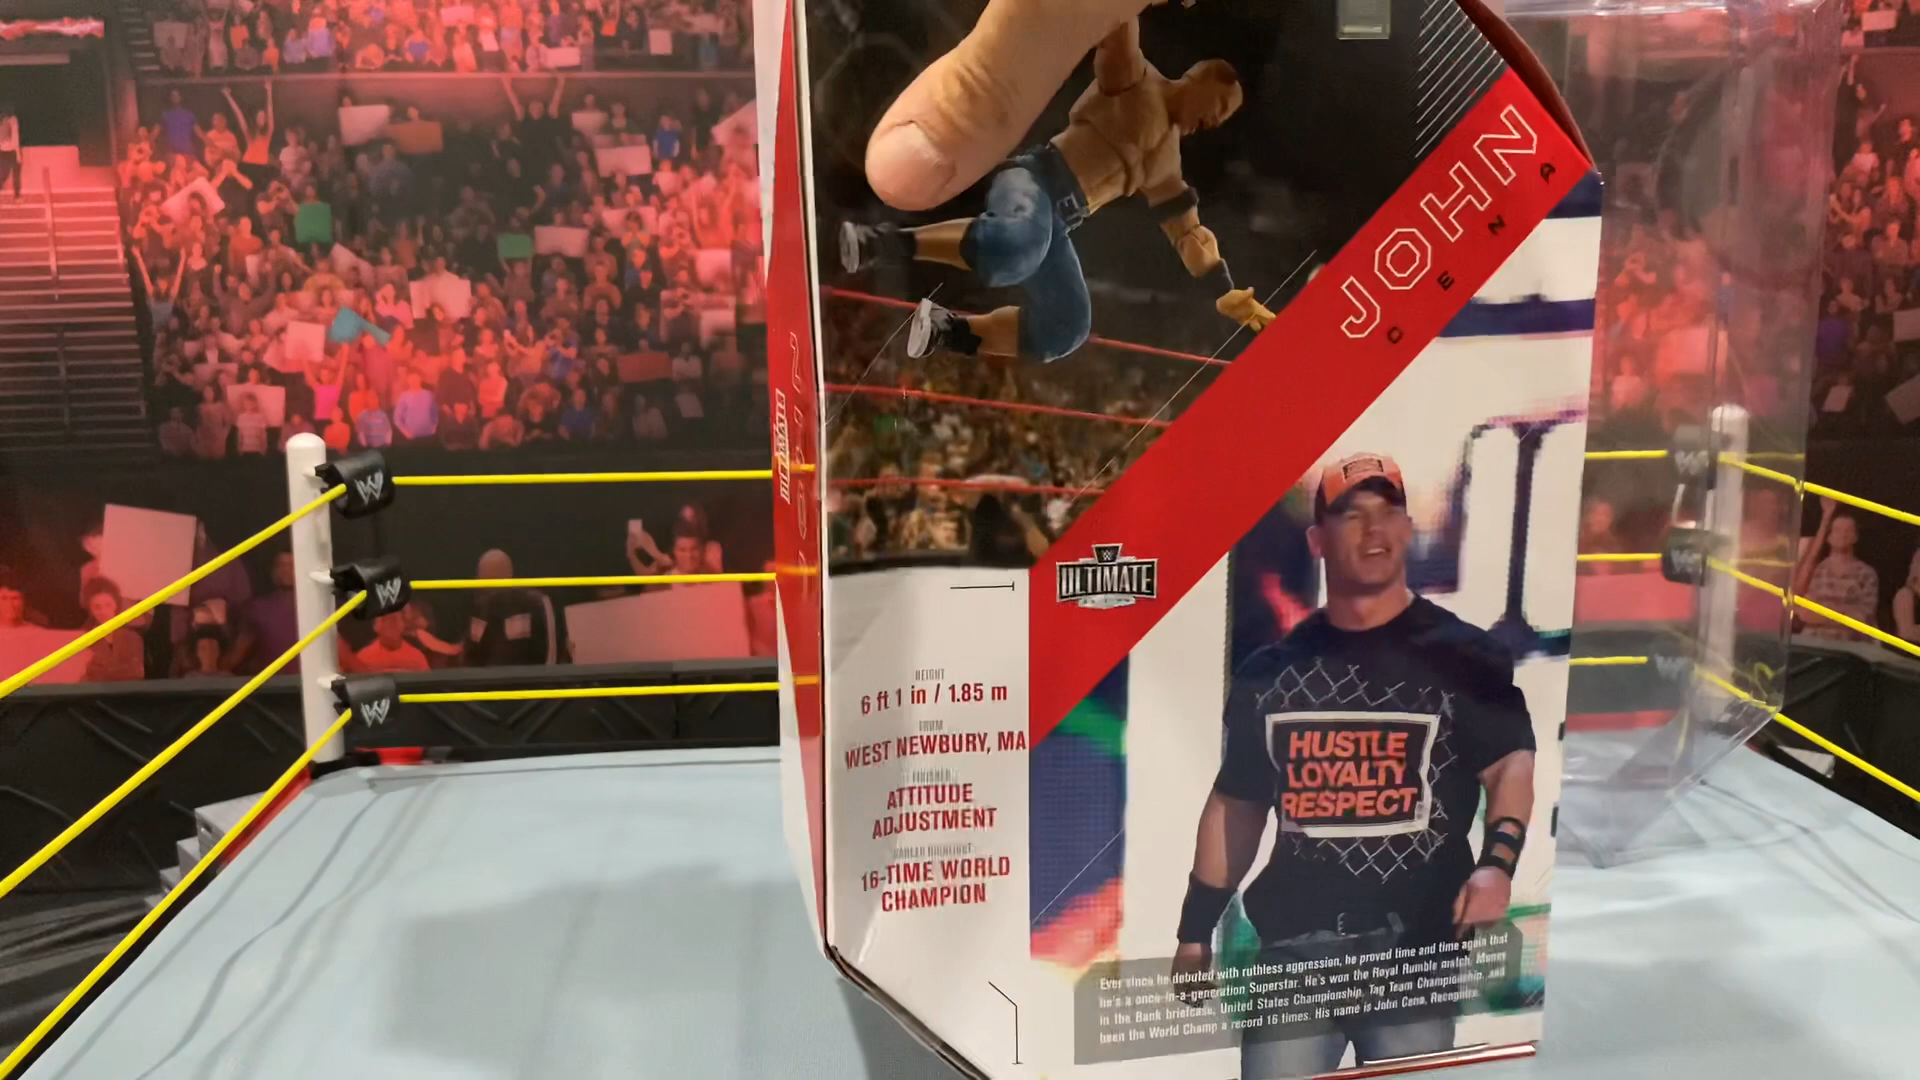 JOHN
CENA
ULTIMATE
EDITION
HEIGHT
6 ft 1 in / 1.85 m
FROM
WEST NEWBURY, MA
FINISHER
ATTITUDE
ADJUSTMENT
CAREER HIGHLIGHT
16-TIME WORLD
CHAMPION
HUSTLE
LOYALTY
RESPECT
Ever since he debuted with ruthless aggression, he proved time and time again that
he's a once-in-a-generation Superstar. He's won the Royal Rumble match, Money
in the Bank briefcase, United States Championship, Tag Team Championship, and
been the World Champ a record 16 times. His name is John Cena. Recognize.